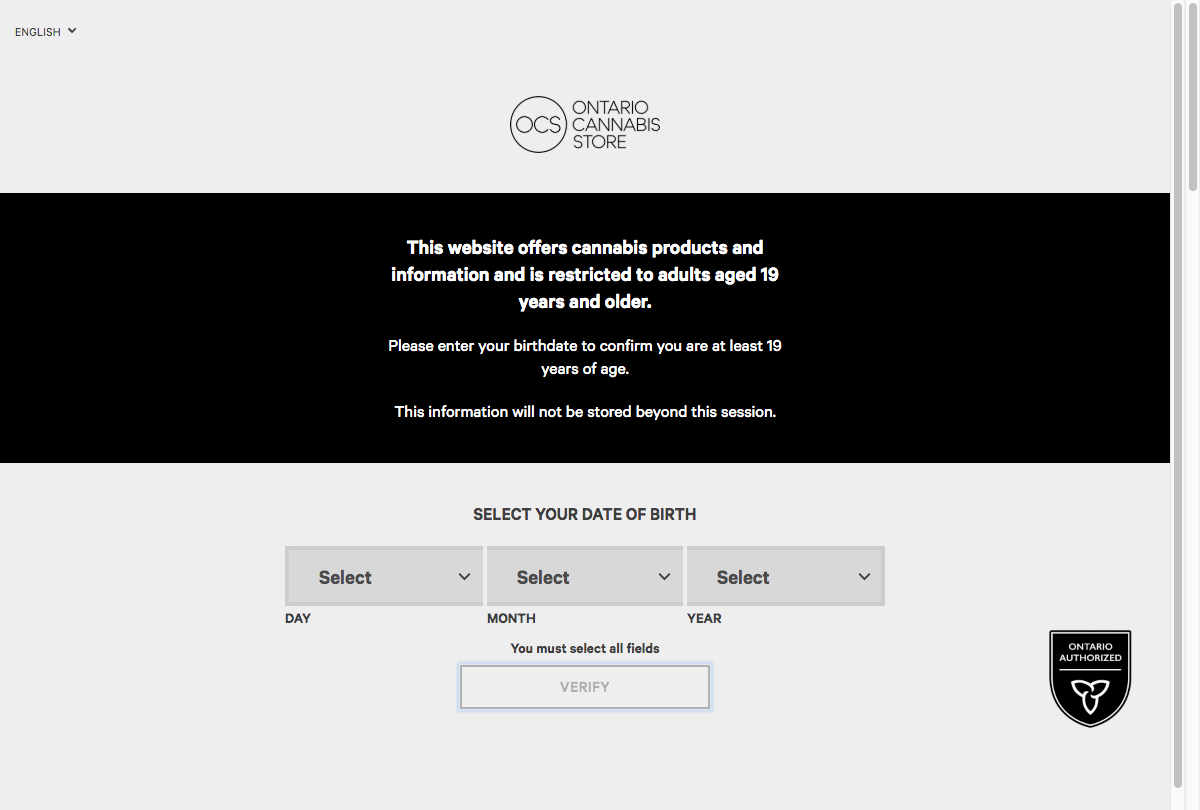 ENGLISH
OCS
ONTARIO
CANNABIS
STORE
This website offers cannabis products and
information and is restricted to adults aged 19
years and older.
Please enter your birthdate to confirm you are at least 19
years of age.
This information will not be stored beyond this session.
SELECT YOUR DATE OF BIRTH
Select Select Select
DAY MONTH YEAR
You must select all fields
VERIFY
ONTARIO
AUTHORIZED